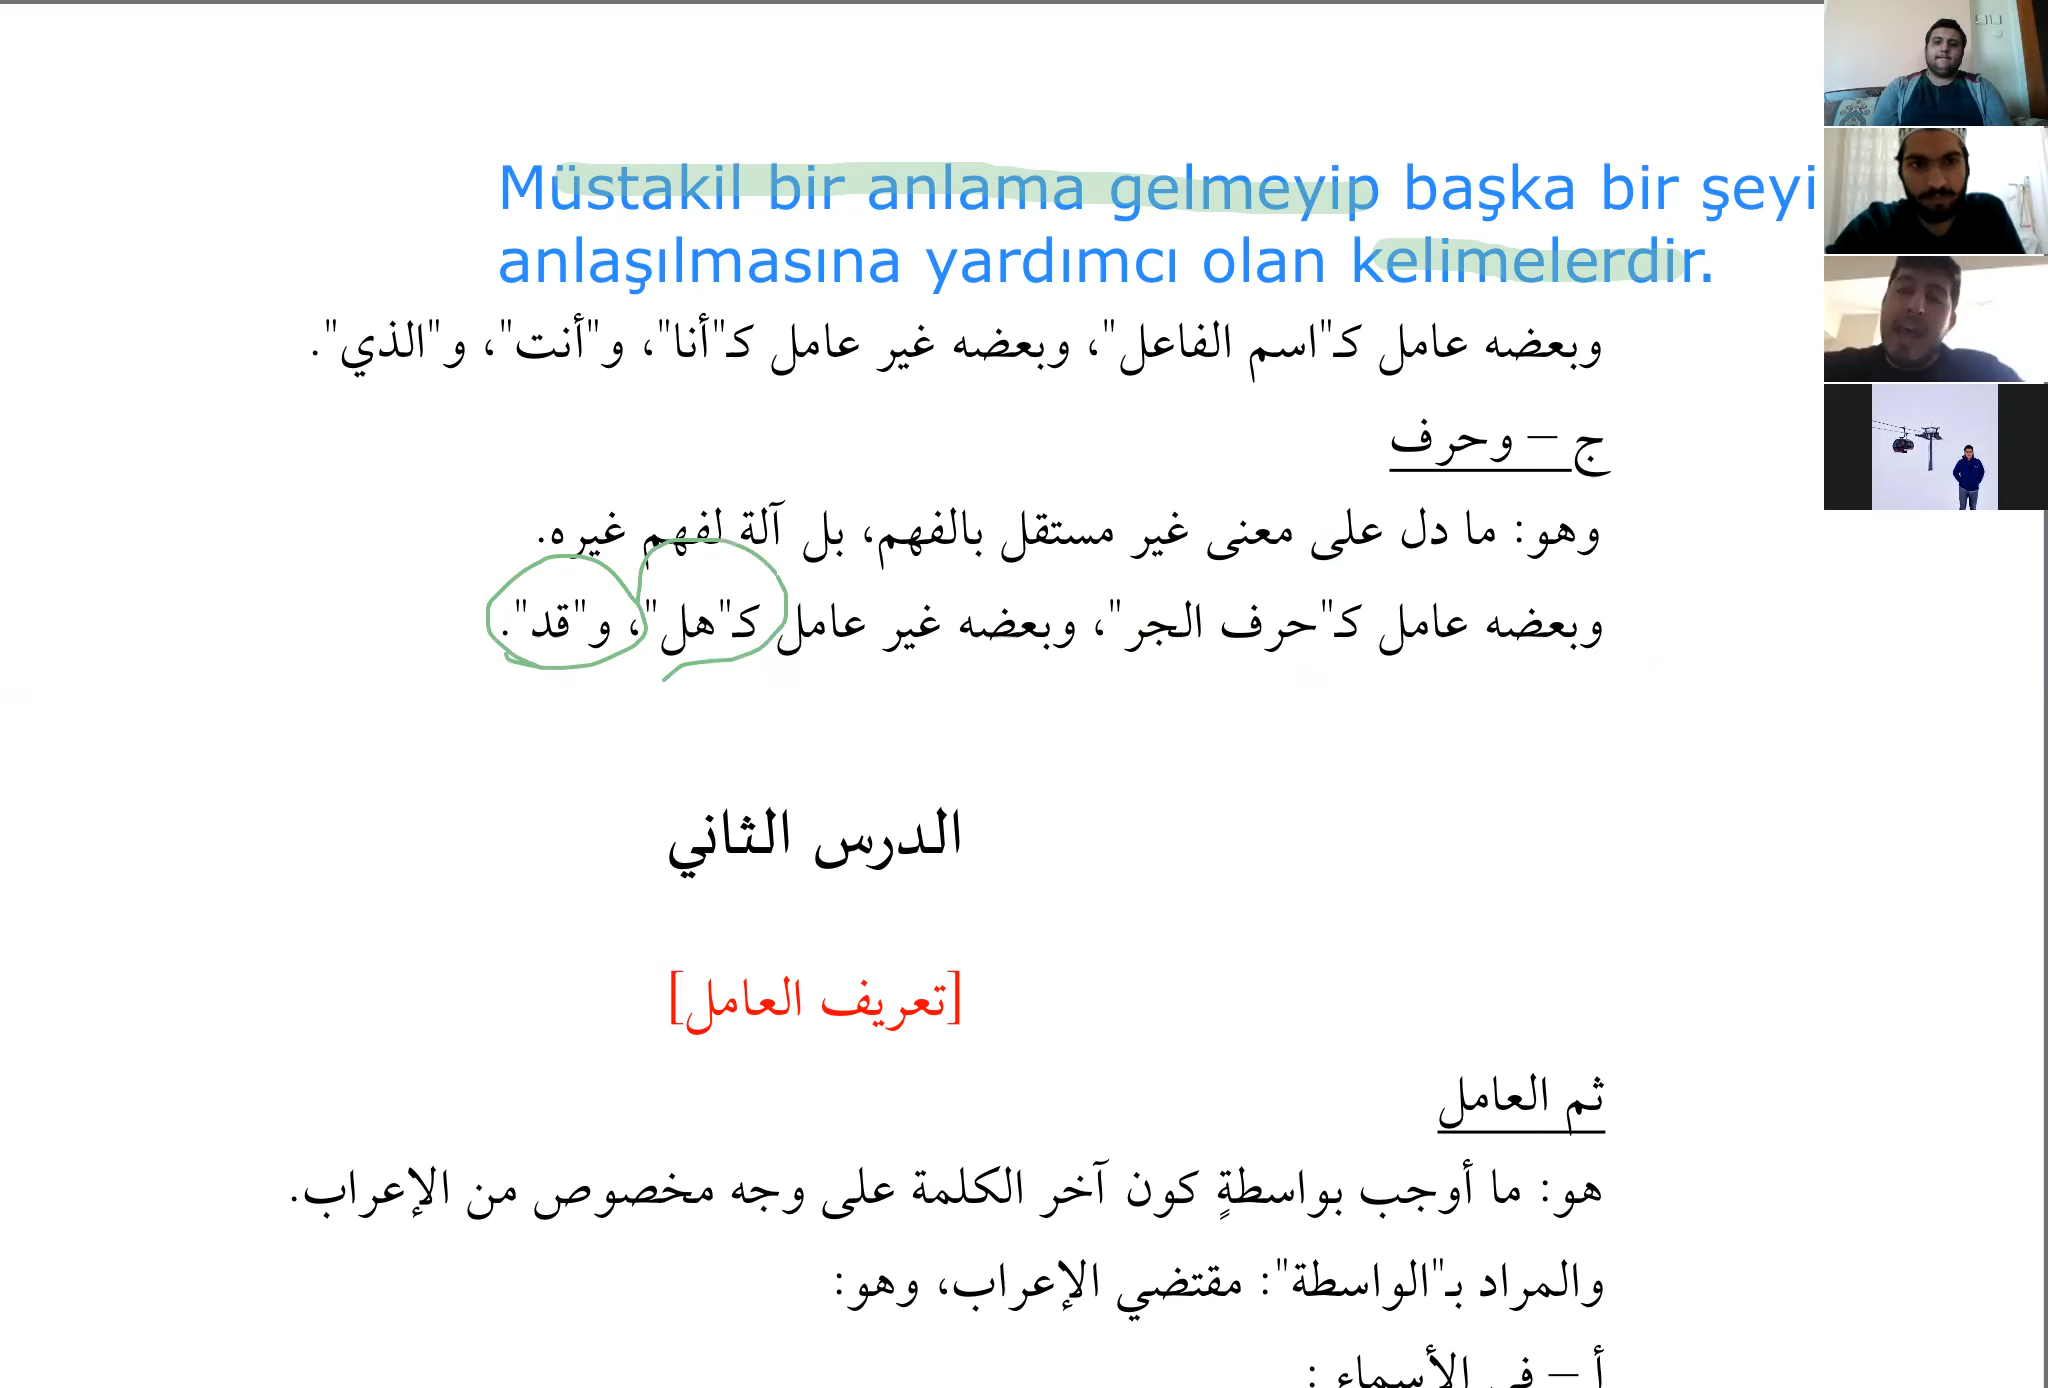 Müstakil bir anlama gelmeyip başka bir şeyi
anlaşılmasına yardımcı olan kelimelerdir.
وبعضه عامل كـ"اسم الفاعل"، وبعضه غير عامل كـ"أنا"، و"أنت"، و"الذي".
ج – وحرف
وهو: ما دل على معنى غير مستقل بالفهم، بل آلة لفهم غيره.
وبعضه عامل كـ"حرف الجر"، وبعضه غير عامل كـ"هل"، و"قد".
الدرس الثاني
[تعريف العامل]
ثم العامل
هو: ما أوجب بواسطةٍ كون آخر الكلمة على وجه مخصوص من الإعراب.
والمراد بـ"الواسطة": مقتضي الإعراب، وهو:
أ – في الأسماء :